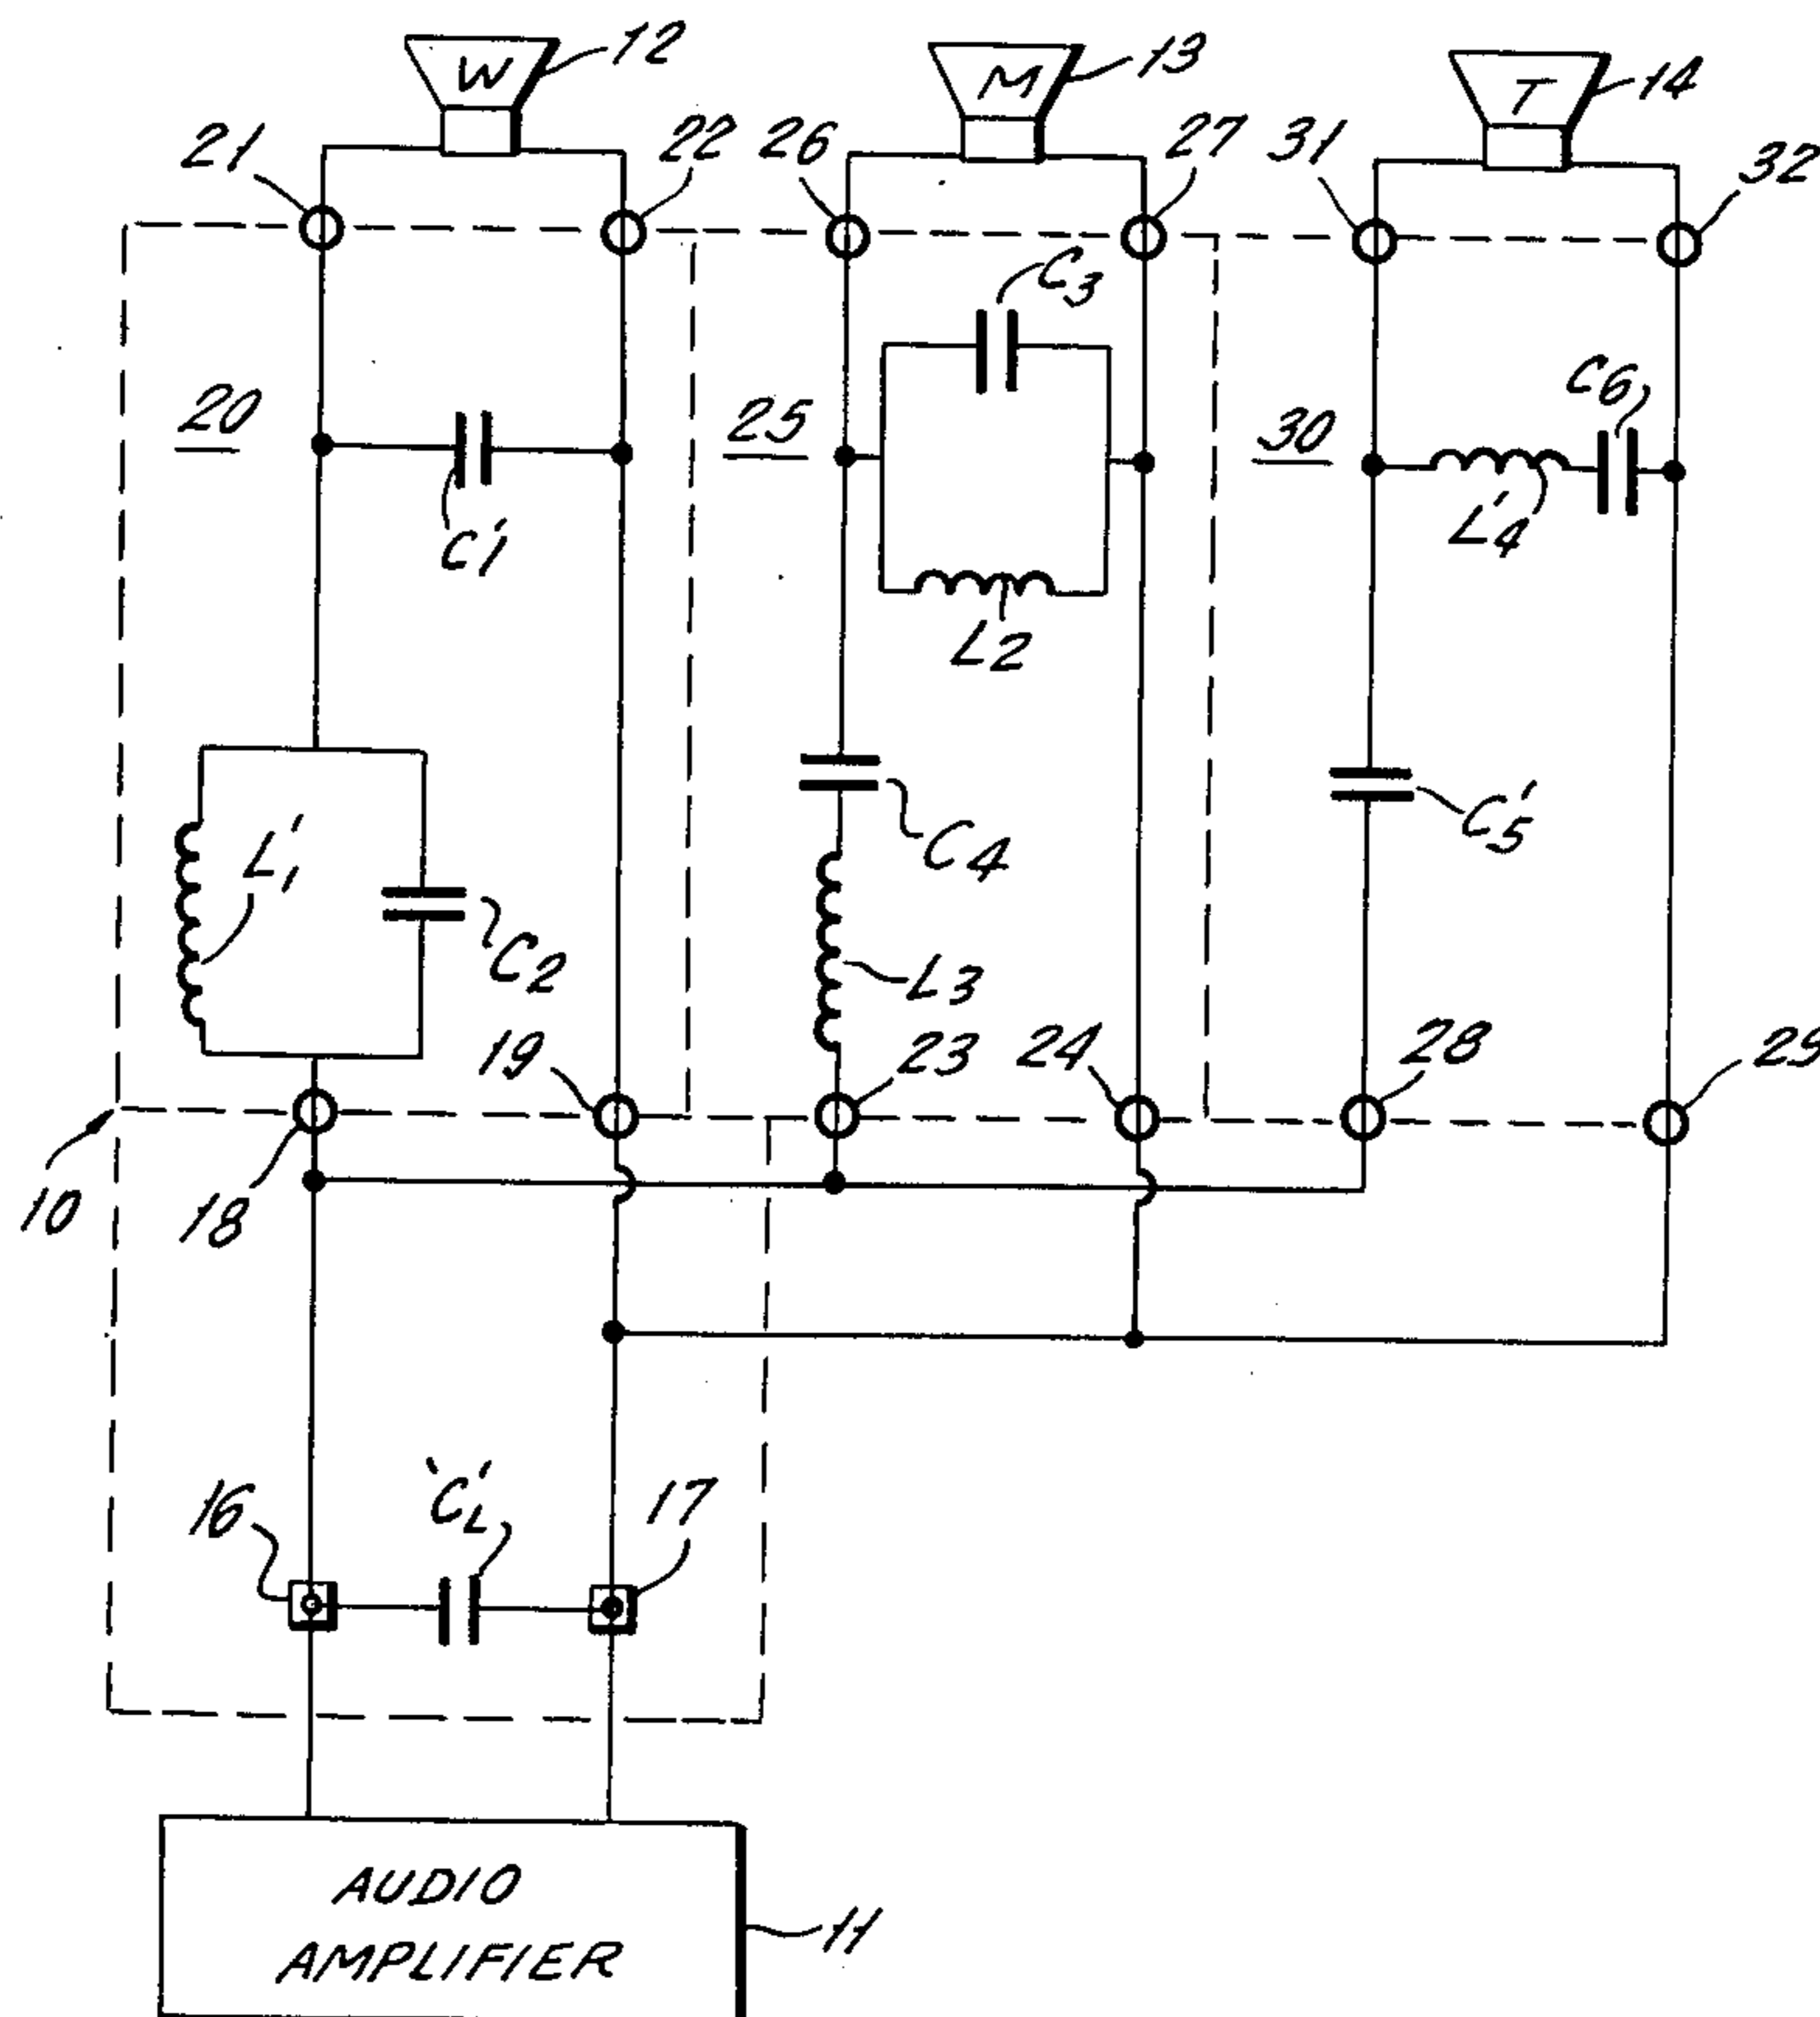 W 12 M 13 T 14
21 22 26 27 31 32
C3
20 25 30 C6
C'1 L'4
L2
L'1 C4 C'5
C2 L3
19 23 24 28 29
10 18
16 'C'L 17
AUDIO
AMPLIFIER
11